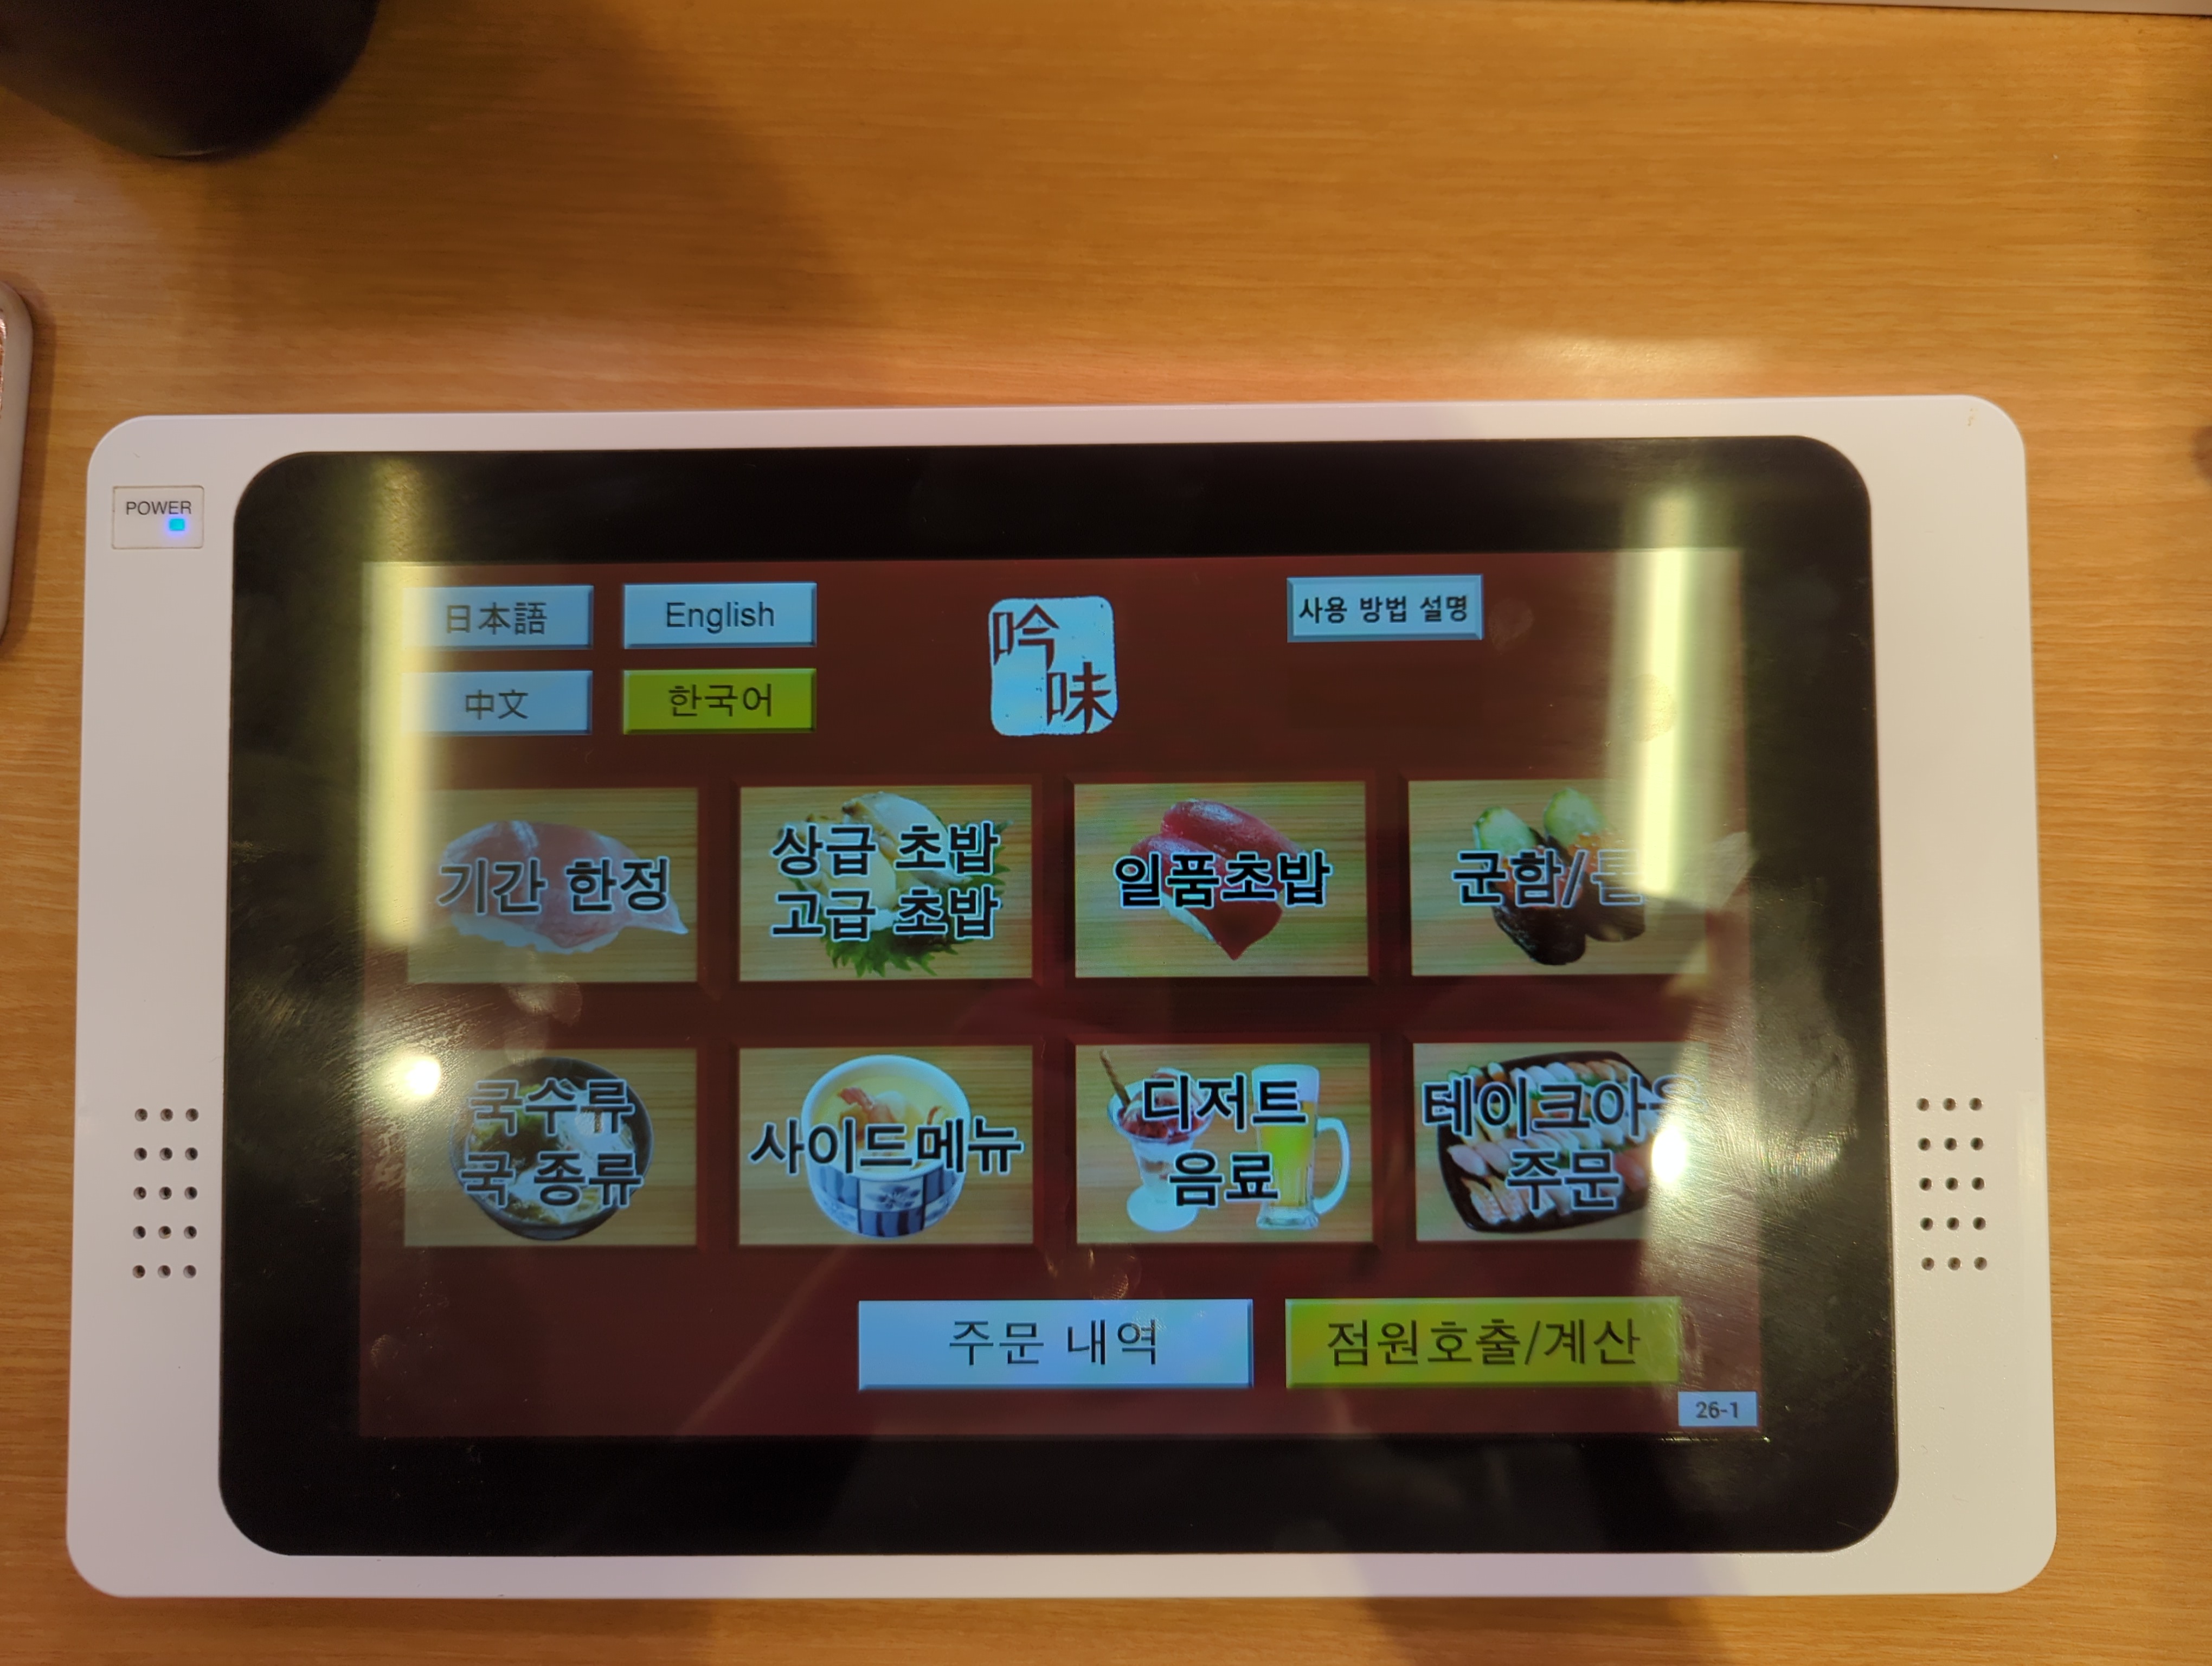 POWER
日本語 English
中文 한국어
吟味
사용 방법 설명
기간 한정
상급 초밥
고급 초밥
일품초밥
군함/롤
국수류
국 종류
사이드메뉴
디저트
음료
테이크아웃
주문
주문 내역
점원호출/계산
26-1